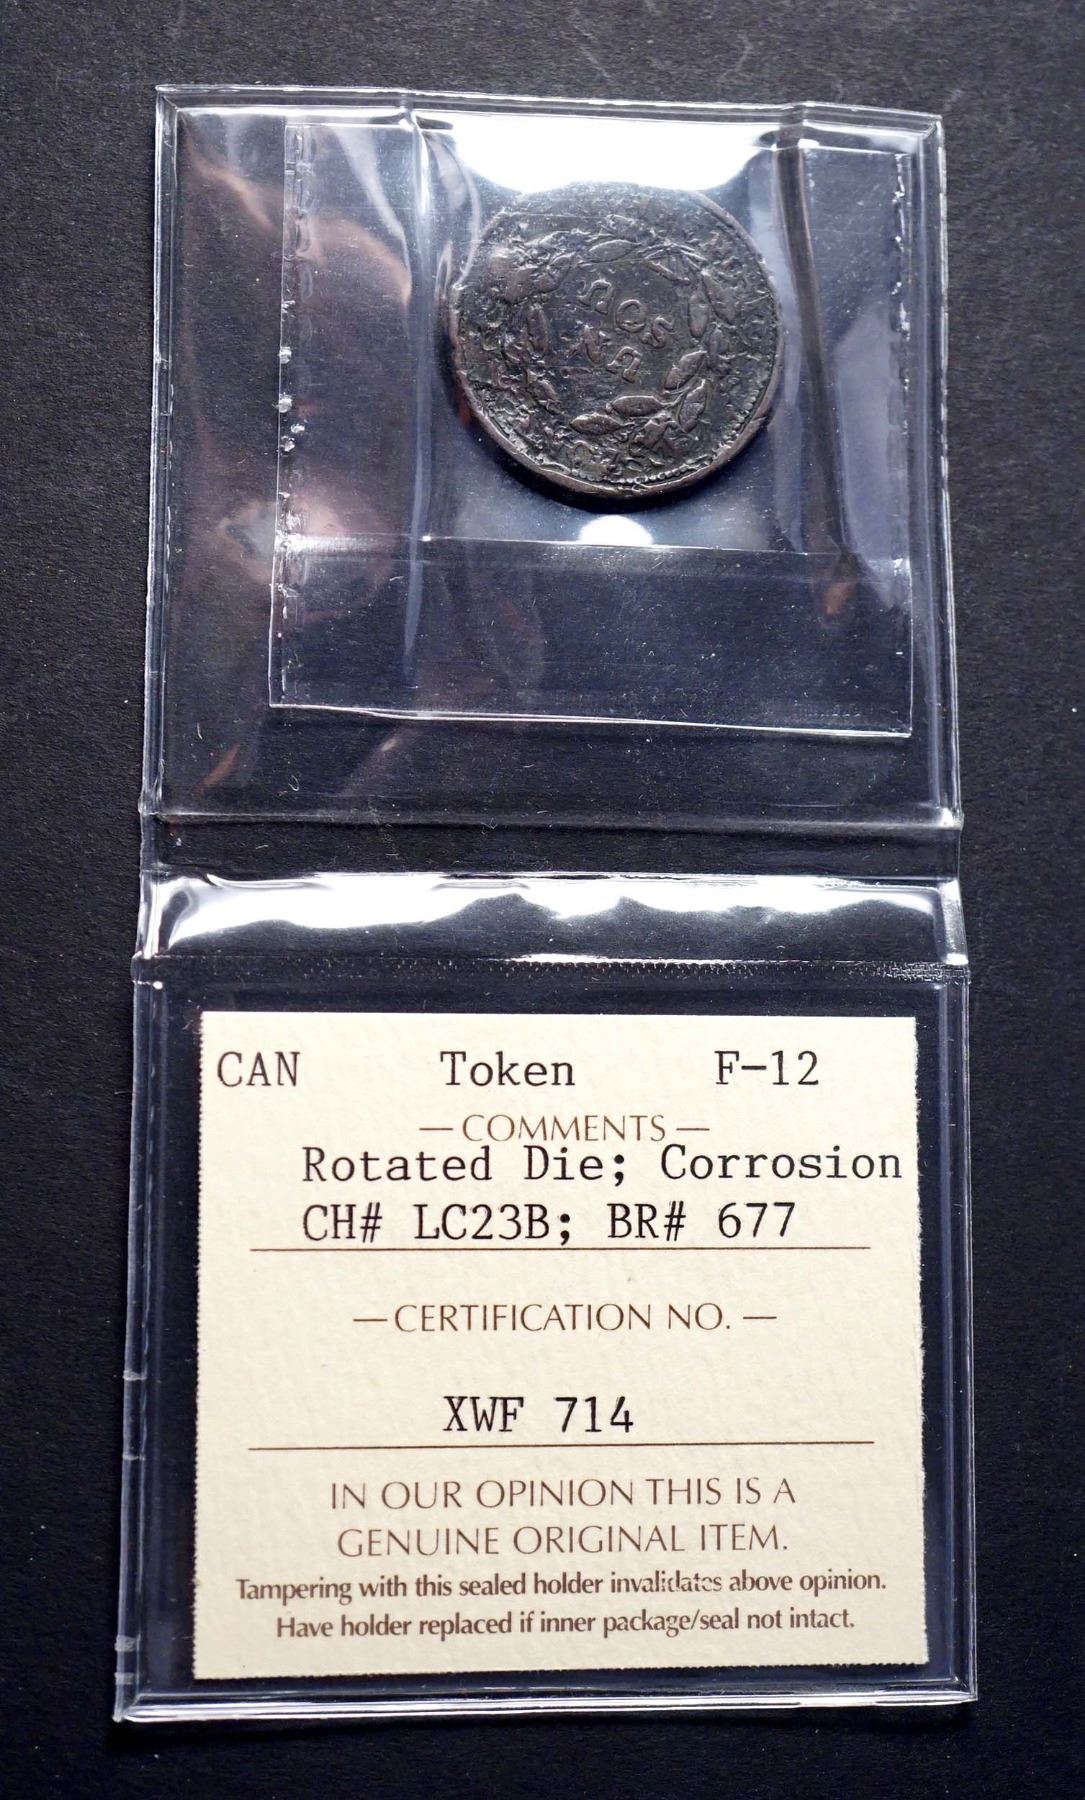 UN
SOU
CAN Token F-12
— COMMENTS —
Rotated Die; Corrosion
CH# LC23B; BR# 677
— CERTIFICATION NO. —
XWF 714
IN OUR OPINION THIS IS A
GENUINE ORIGINAL ITEM.
Tampering with this sealed holder invalidates above opinion.
Have holder replaced if inner package/seal not intact.